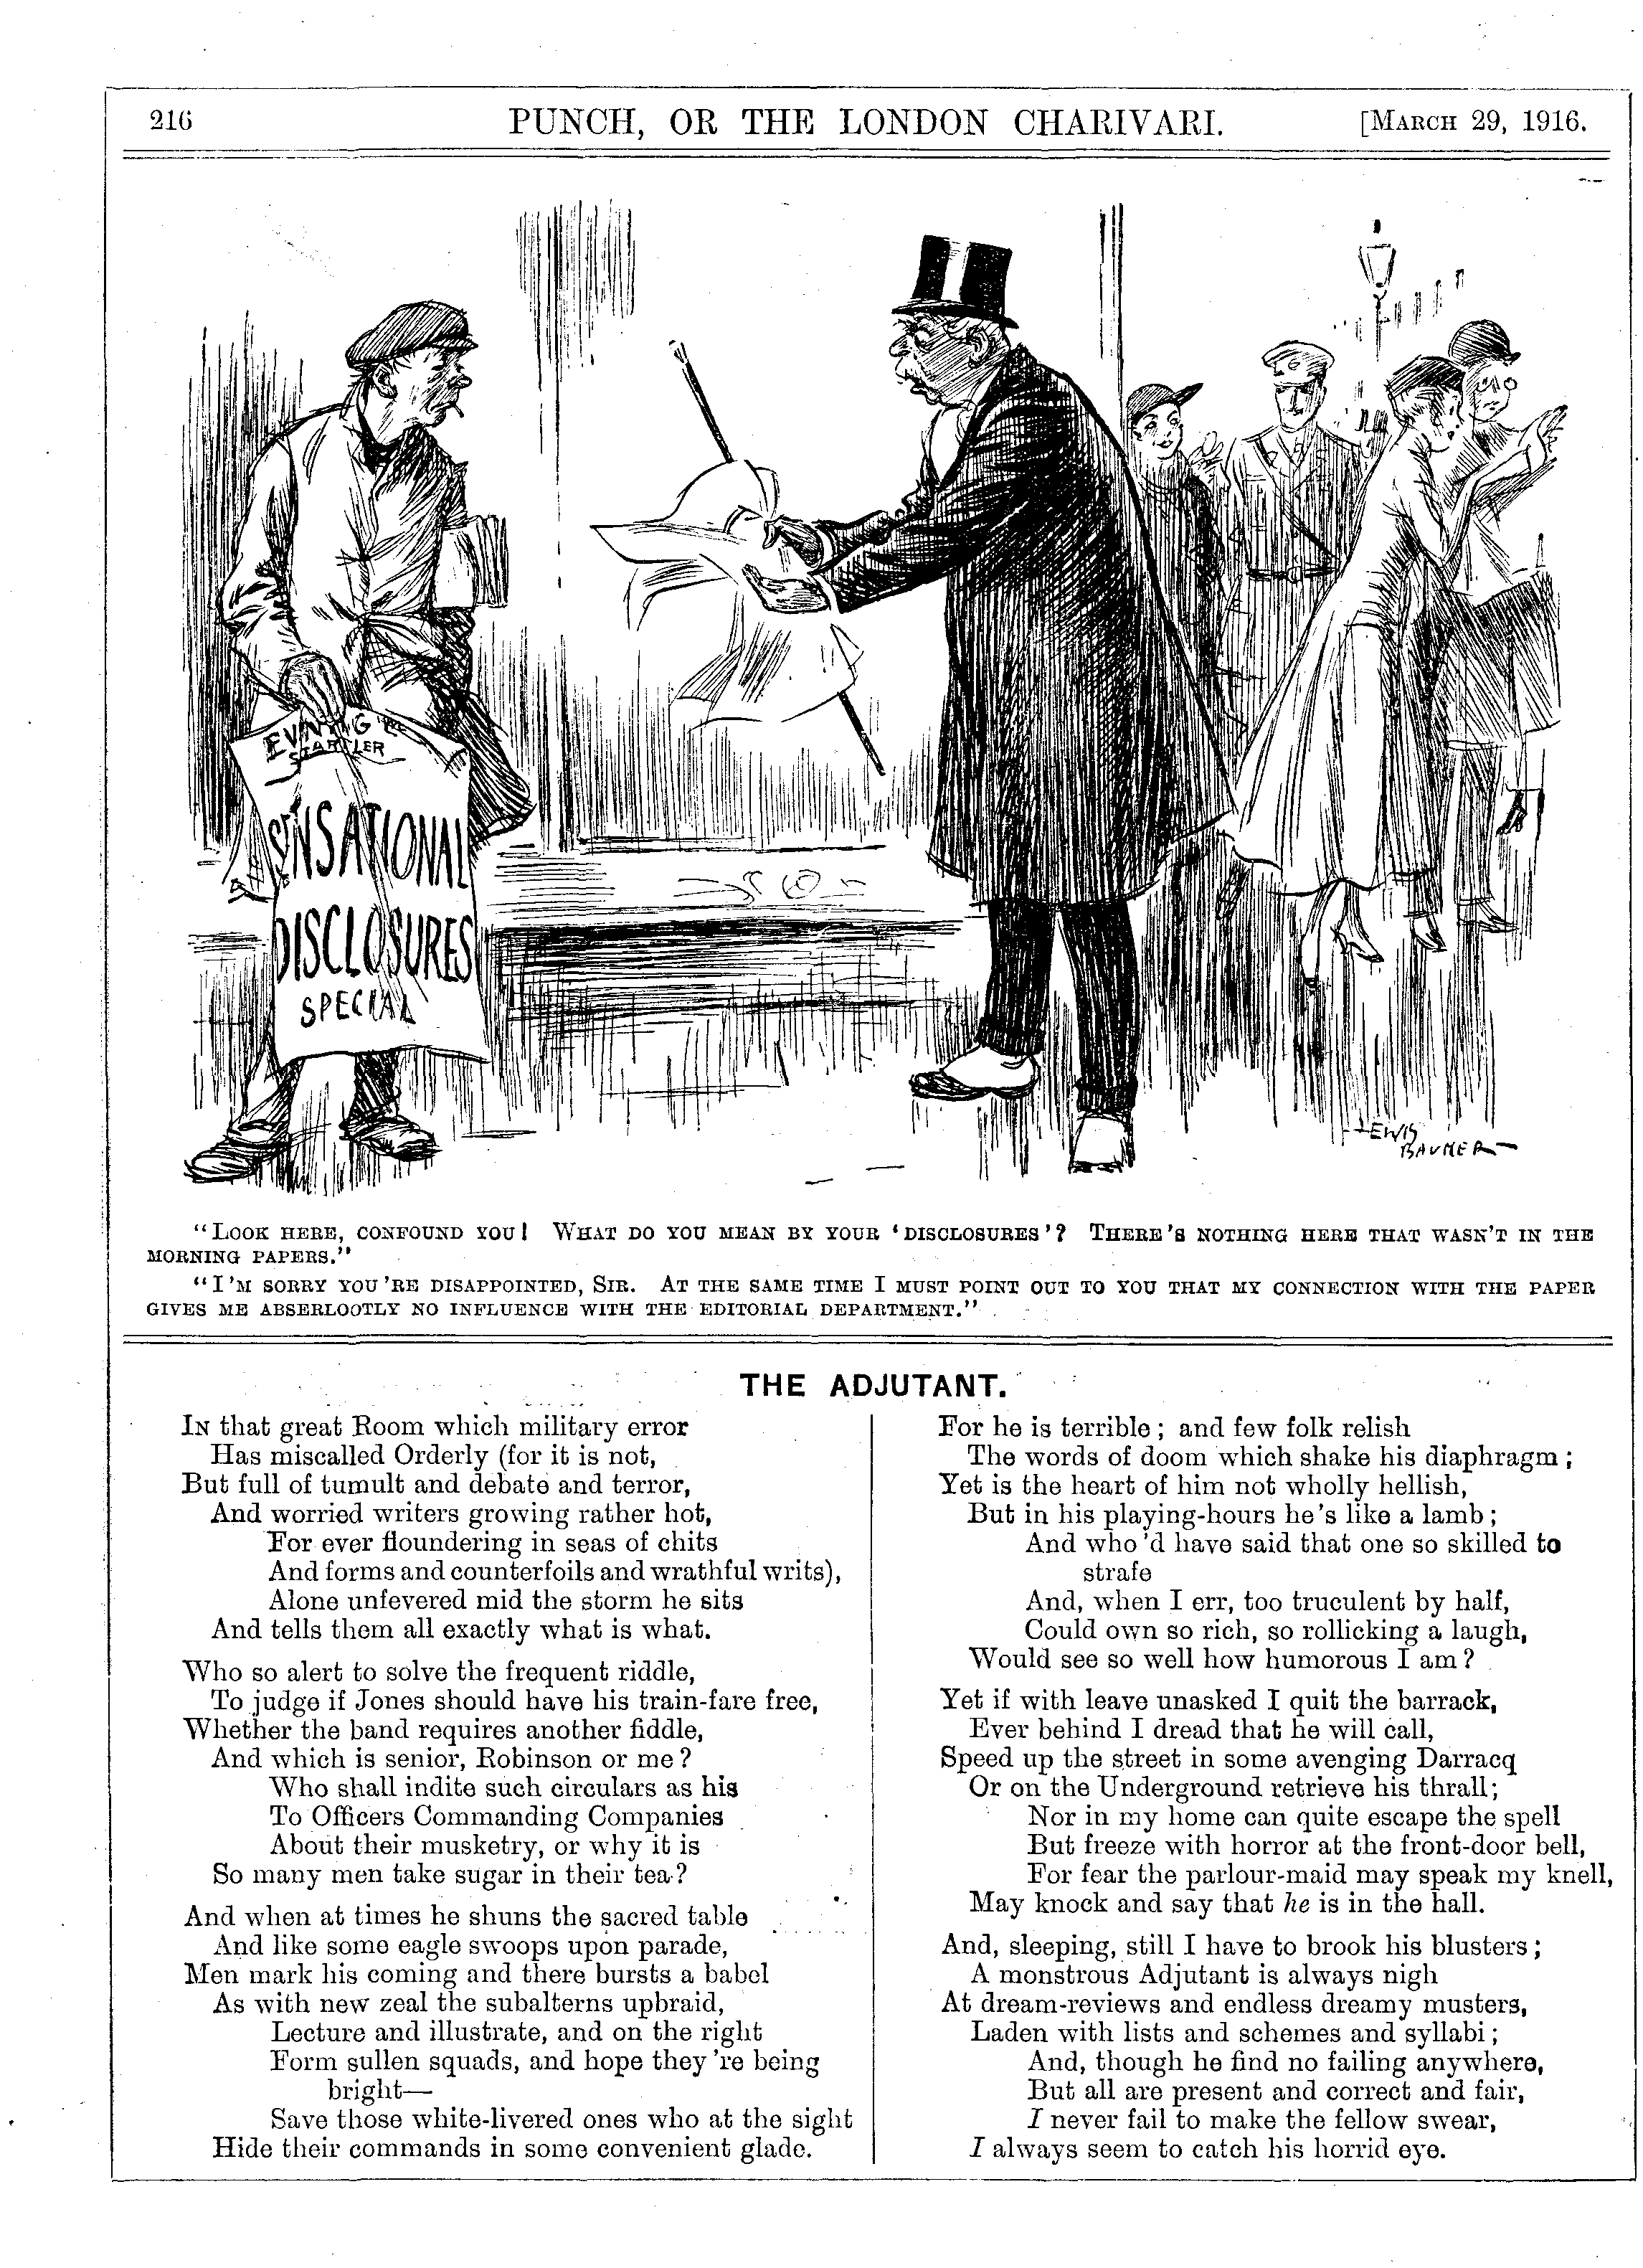 216
PUNCH, OR THE LONDON CHARIVARI.
[MARCH 29, 1916.
EVN'NG
STARTLER
SENSATIONAL
DISCLOSURES
SPECIAL
LEWIS
BAUMER
"LOOK HERE, CONFOUND YOU! WHAT DO YOU MEAN BY YOUR 'DISCLOSURES'? THERE'S NOTHING HERE THAT WASN'T IN THE
MORNING PAPERS."
"I'M SORRY YOU'RE DISAPPOINTED, SIR. AT THE SAME TIME I MUST POINT OUT TO YOU THAT MY CONNECTION WITH THE PAPER
GIVES ME ABSERLOOTLY NO INFLUENCE WITH THE EDITORIAL DEPARTMENT."
THE ADJUTANT.
IN that great Room which military error
Has miscalled Orderly (for it is not,
But full of tumult and debate and terror,
And worried writers growing rather hot,
For ever floundering in seas of chits
And forms and counterfoils and wrathful writs),
Alone unfevered mid the storm he sits
And tells them all exactly what is what.
Who so alert to solve the frequent riddle,
To judge if Jones should have his train-fare free,
Whether the band requires another fiddle,
And which is senior, Robinson or me?
Who shall indite such circulars as his
To Officers Commanding Companies
About their musketry, or why it is
So many men take sugar in their tea?
And when at times he shuns the sacred table
And like some eagle swoops upon parade,
Men mark his coming and there bursts a babel
As with new zeal the subalterns upbraid,
Lecture and illustrate, and on the right
Form sullen squads, and hope they're being
bright—
Save those white-livered ones who at the sight
Hide their commands in some convenient glade.
For he is terrible; and few folk relish
The words of doom which shake his diaphragm;
Yet is the heart of him not wholly hellish,
But in his playing-hours he's like a lamb;
And who'd have said that one so skilled to
strafe
And, when I err, too truculent by half,
Could own so rich, so rollicking a laugh,
Would see so well how humorous I am?
Yet if with leave unasked I quit the barrack,
Ever behind I dread that he will call,
Speed up the street in some avenging Darracq
Or on the Underground retrieve his thrall;
Nor in my home can quite escape the spell
But freeze with horror at the front-door bell,
For fear the parlour-maid may speak my knell,
May knock and say that he is in the hall.
And, sleeping, still I have to brook his blusters;
A monstrous Adjutant is always nigh
At dream-reviews and endless dreamy musters,
Laden with lists and schemes and syllabi;
And, though he find no failing anywhere,
But all are present and correct and fair,
I never fail to make the fellow swear,
I always seem to catch his horrid eye.